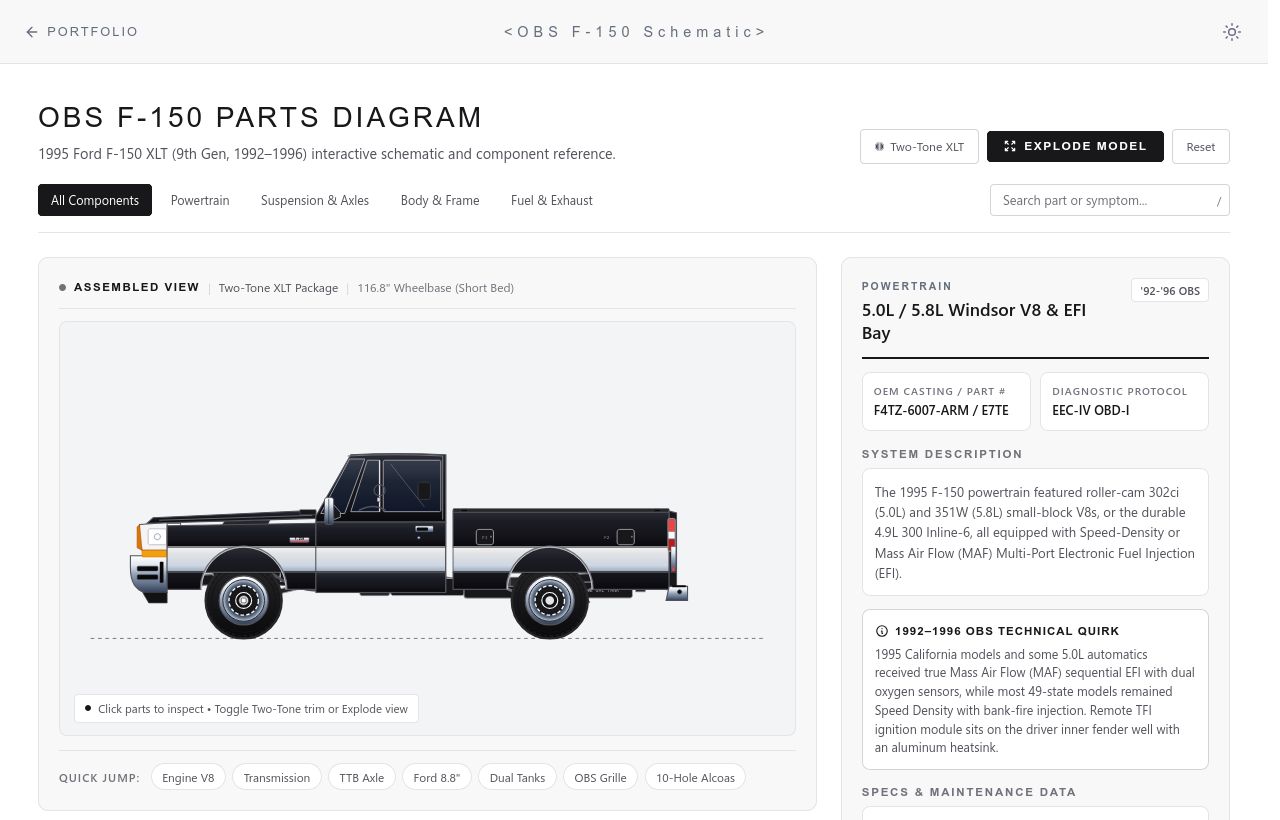 PORTFOLIO
<OBS F-150 Schematic>
OBS F-150 PARTS DIAGRAM
1995 Ford F-150 XLT (9th Gen, 1992–1996) interactive schematic and component reference.
Two-Tone XLT
EXPLODE MODEL
Reset
All Components
Powertrain
Suspension & Axles
Body & Frame
Fuel & Exhaust
Search part or symptom...
/
ASSEMBLED VIEW
Two-Tone XLT Package
116.8" Wheelbase (Short Bed)
Click parts to inspect • Toggle Two-Tone trim or Explode view
QUICK JUMP:
Engine V8
Transmission
TTB Axle
Ford 8.8"
Dual Tanks
OBS Grille
10-Hole Alcoas
POWERTRAIN
'92-'96 OBS
5.0L / 5.8L Windsor V8 & EFI
Bay
OEM CASTING / PART #
F4TZ-6007-ARM / E7TE
DIAGNOSTIC PROTOCOL
EEC-IV OBD-I
SYSTEM DESCRIPTION
The 1995 F-150 powertrain featured roller-cam 302ci
(5.0L) and 351W (5.8L) small-block V8s, or the durable
4.9L 300 Inline-6, all equipped with Speed-Density or
Mass Air Flow (MAF) Multi-Port Electronic Fuel Injection
(EFI).
1992–1996 OBS TECHNICAL QUIRK
1995 California models and some 5.0L automatics
received true Mass Air Flow (MAF) sequential EFI with dual
oxygen sensors, while most 49-state models remained
Speed Density with bank-fire injection. Remote TFI
ignition module sits on the driver inner fender well with
an aluminum heatsink.
SPECS & MAINTENANCE DATA